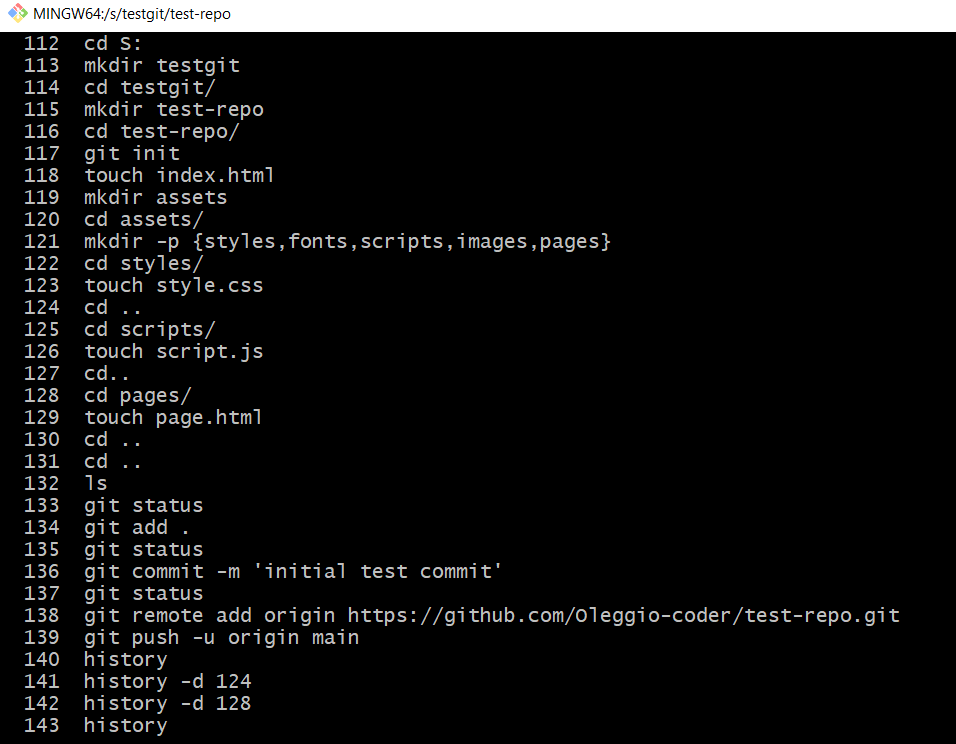 MINGW64:/s/testgit/test-repo
112 cd S:
113 mkdir testgit
114 cd testgit/
115 mkdir test-repo
116 cd test-repo/
117 git init
118 touch index.html
119 mkdir assets
120 cd assets/
121 mkdir -p {styles,fonts,scripts,images,pages}
122 cd styles/
123 touch style.css
124 cd ..
125 cd scripts/
126 touch script.js
127 cd..
128 cd pages/
129 touch page.html
130 cd ..
131 cd ..
132 ls
133 git status
134 git add .
135 git status
136 git commit -m 'initial test commit'
137 git status
138 git remote add origin https://github.com/Oleggio-coder/test-repo.git
139 git push -u origin main
140 history
141 history -d 124
142 history -d 128
143 history